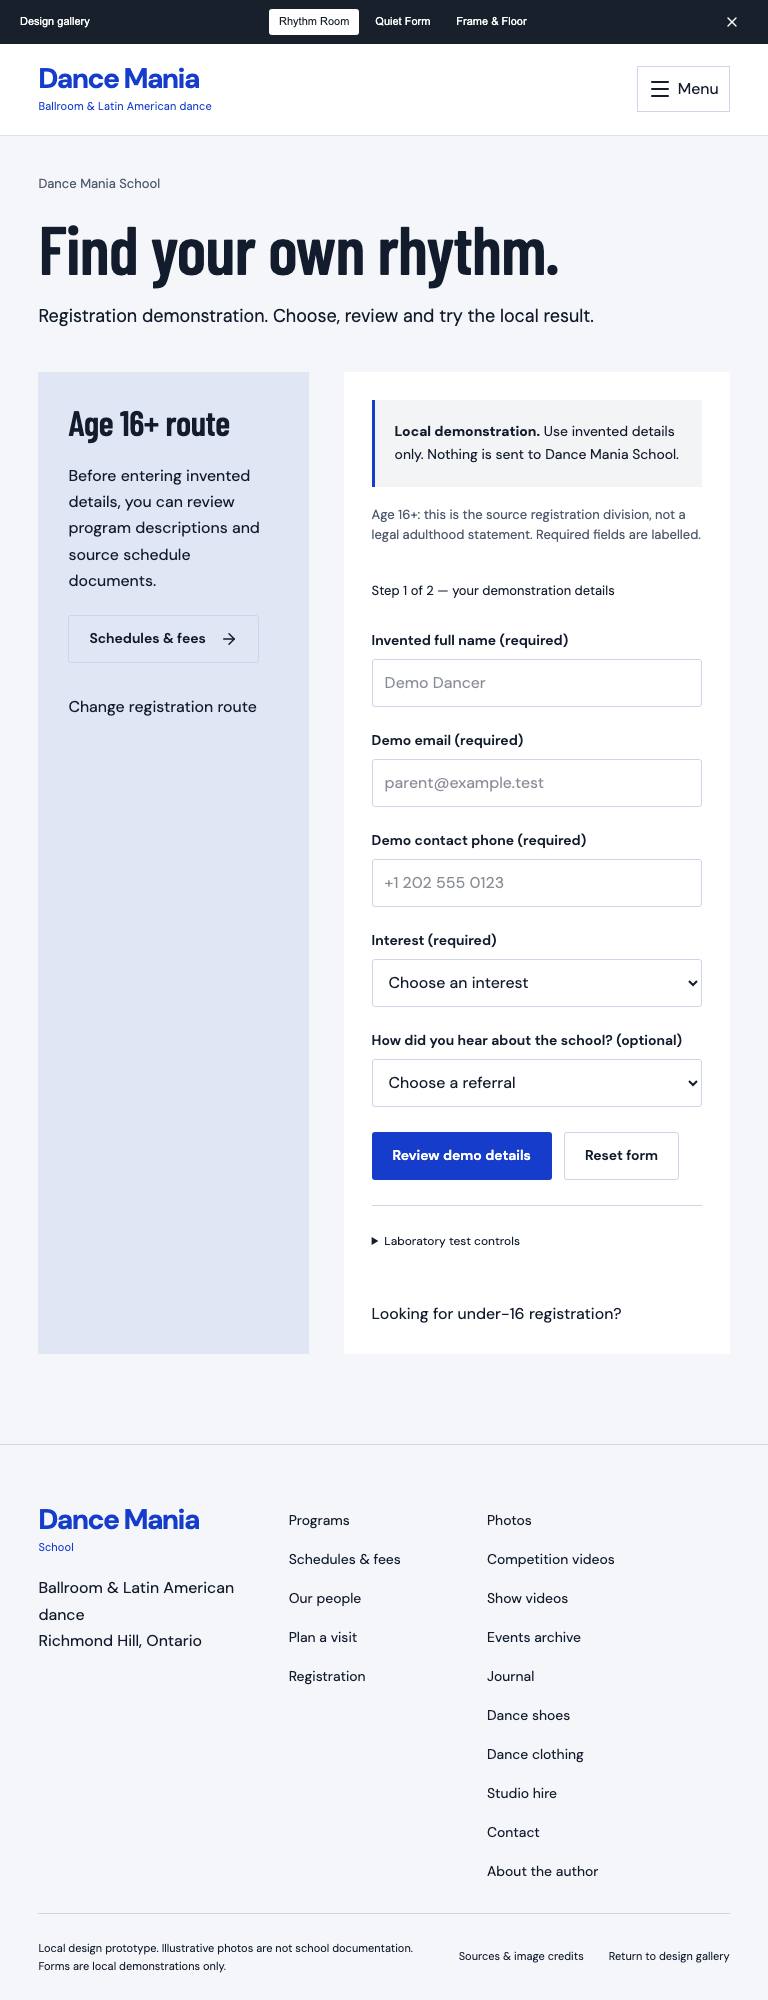 Design gallery
Rhythm Room
Quiet Form
Frame & Floor
Dance Mania
Ballroom & Latin American dance
Menu
Dance Mania School
Find your own rhythm.
Registration demonstration. Choose, review and try the local result.
Age 16+ route
Before entering invented
details, you can review
program descriptions and
source schedule
documents.
Schedules & fees
Change registration route
Local demonstration. Use invented details
only. Nothing is sent to Dance Mania School.
Age 16+: this is the source registration division, not a
legal adulthood statement. Required fields are labelled.
Step 1 of 2 — your demonstration details
Invented full name (required)
Demo Dancer
Demo email (required)
parent@example.test
Demo contact phone (required)
+1 202 555 0123
Interest (required)
Choose an interest
How did you hear about the school? (optional)
Choose a referral
Review demo details
Reset form
Laboratory test controls
Looking for under-16 registration?
Dance Mania
School
Ballroom & Latin American
dance
Richmond Hill, Ontario
Programs
Schedules & fees
Our people
Plan a visit
Registration
Photos
Competition videos
Show videos
Events archive
Journal
Dance shoes
Dance clothing
Studio hire
Contact
About the author
Local design prototype. Illustrative photos are not school documentation.
Forms are local demonstrations only.
Sources & image credits
Return to design gallery